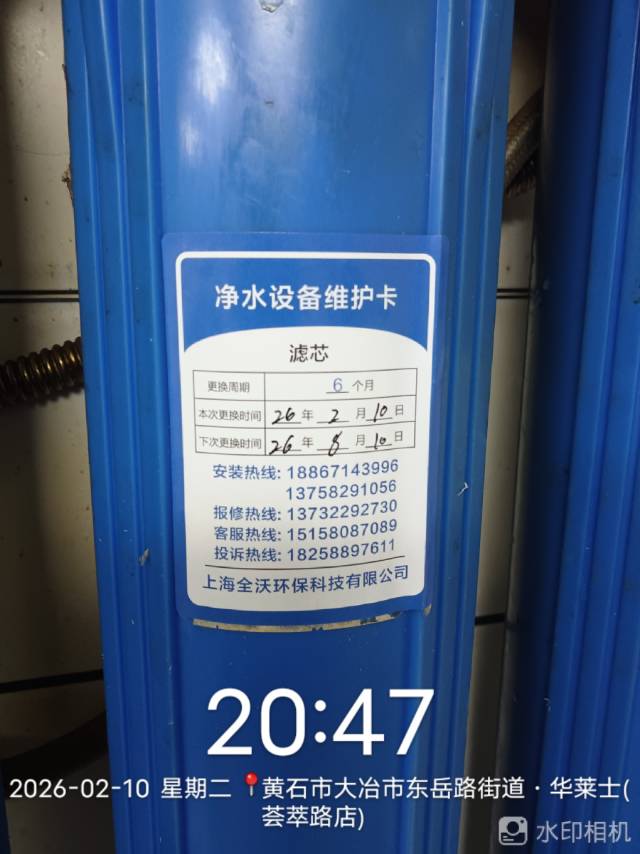 净水设备维护卡
滤芯
更换周期 6 个月
本次更换时间 26 年 2 月 10 日
下次更换时间 26 年 8 月 10 日
安装热线: 18867143996
13758291056
报修热线: 13732292730
客服热线: 15158087089
投诉热线: 18258897611
上海全沃环保科技有限公司
20:47
2026-02-10 星期二 黄石市大冶市东岳路街道·华莱士(
荟萃路店)
水印相机